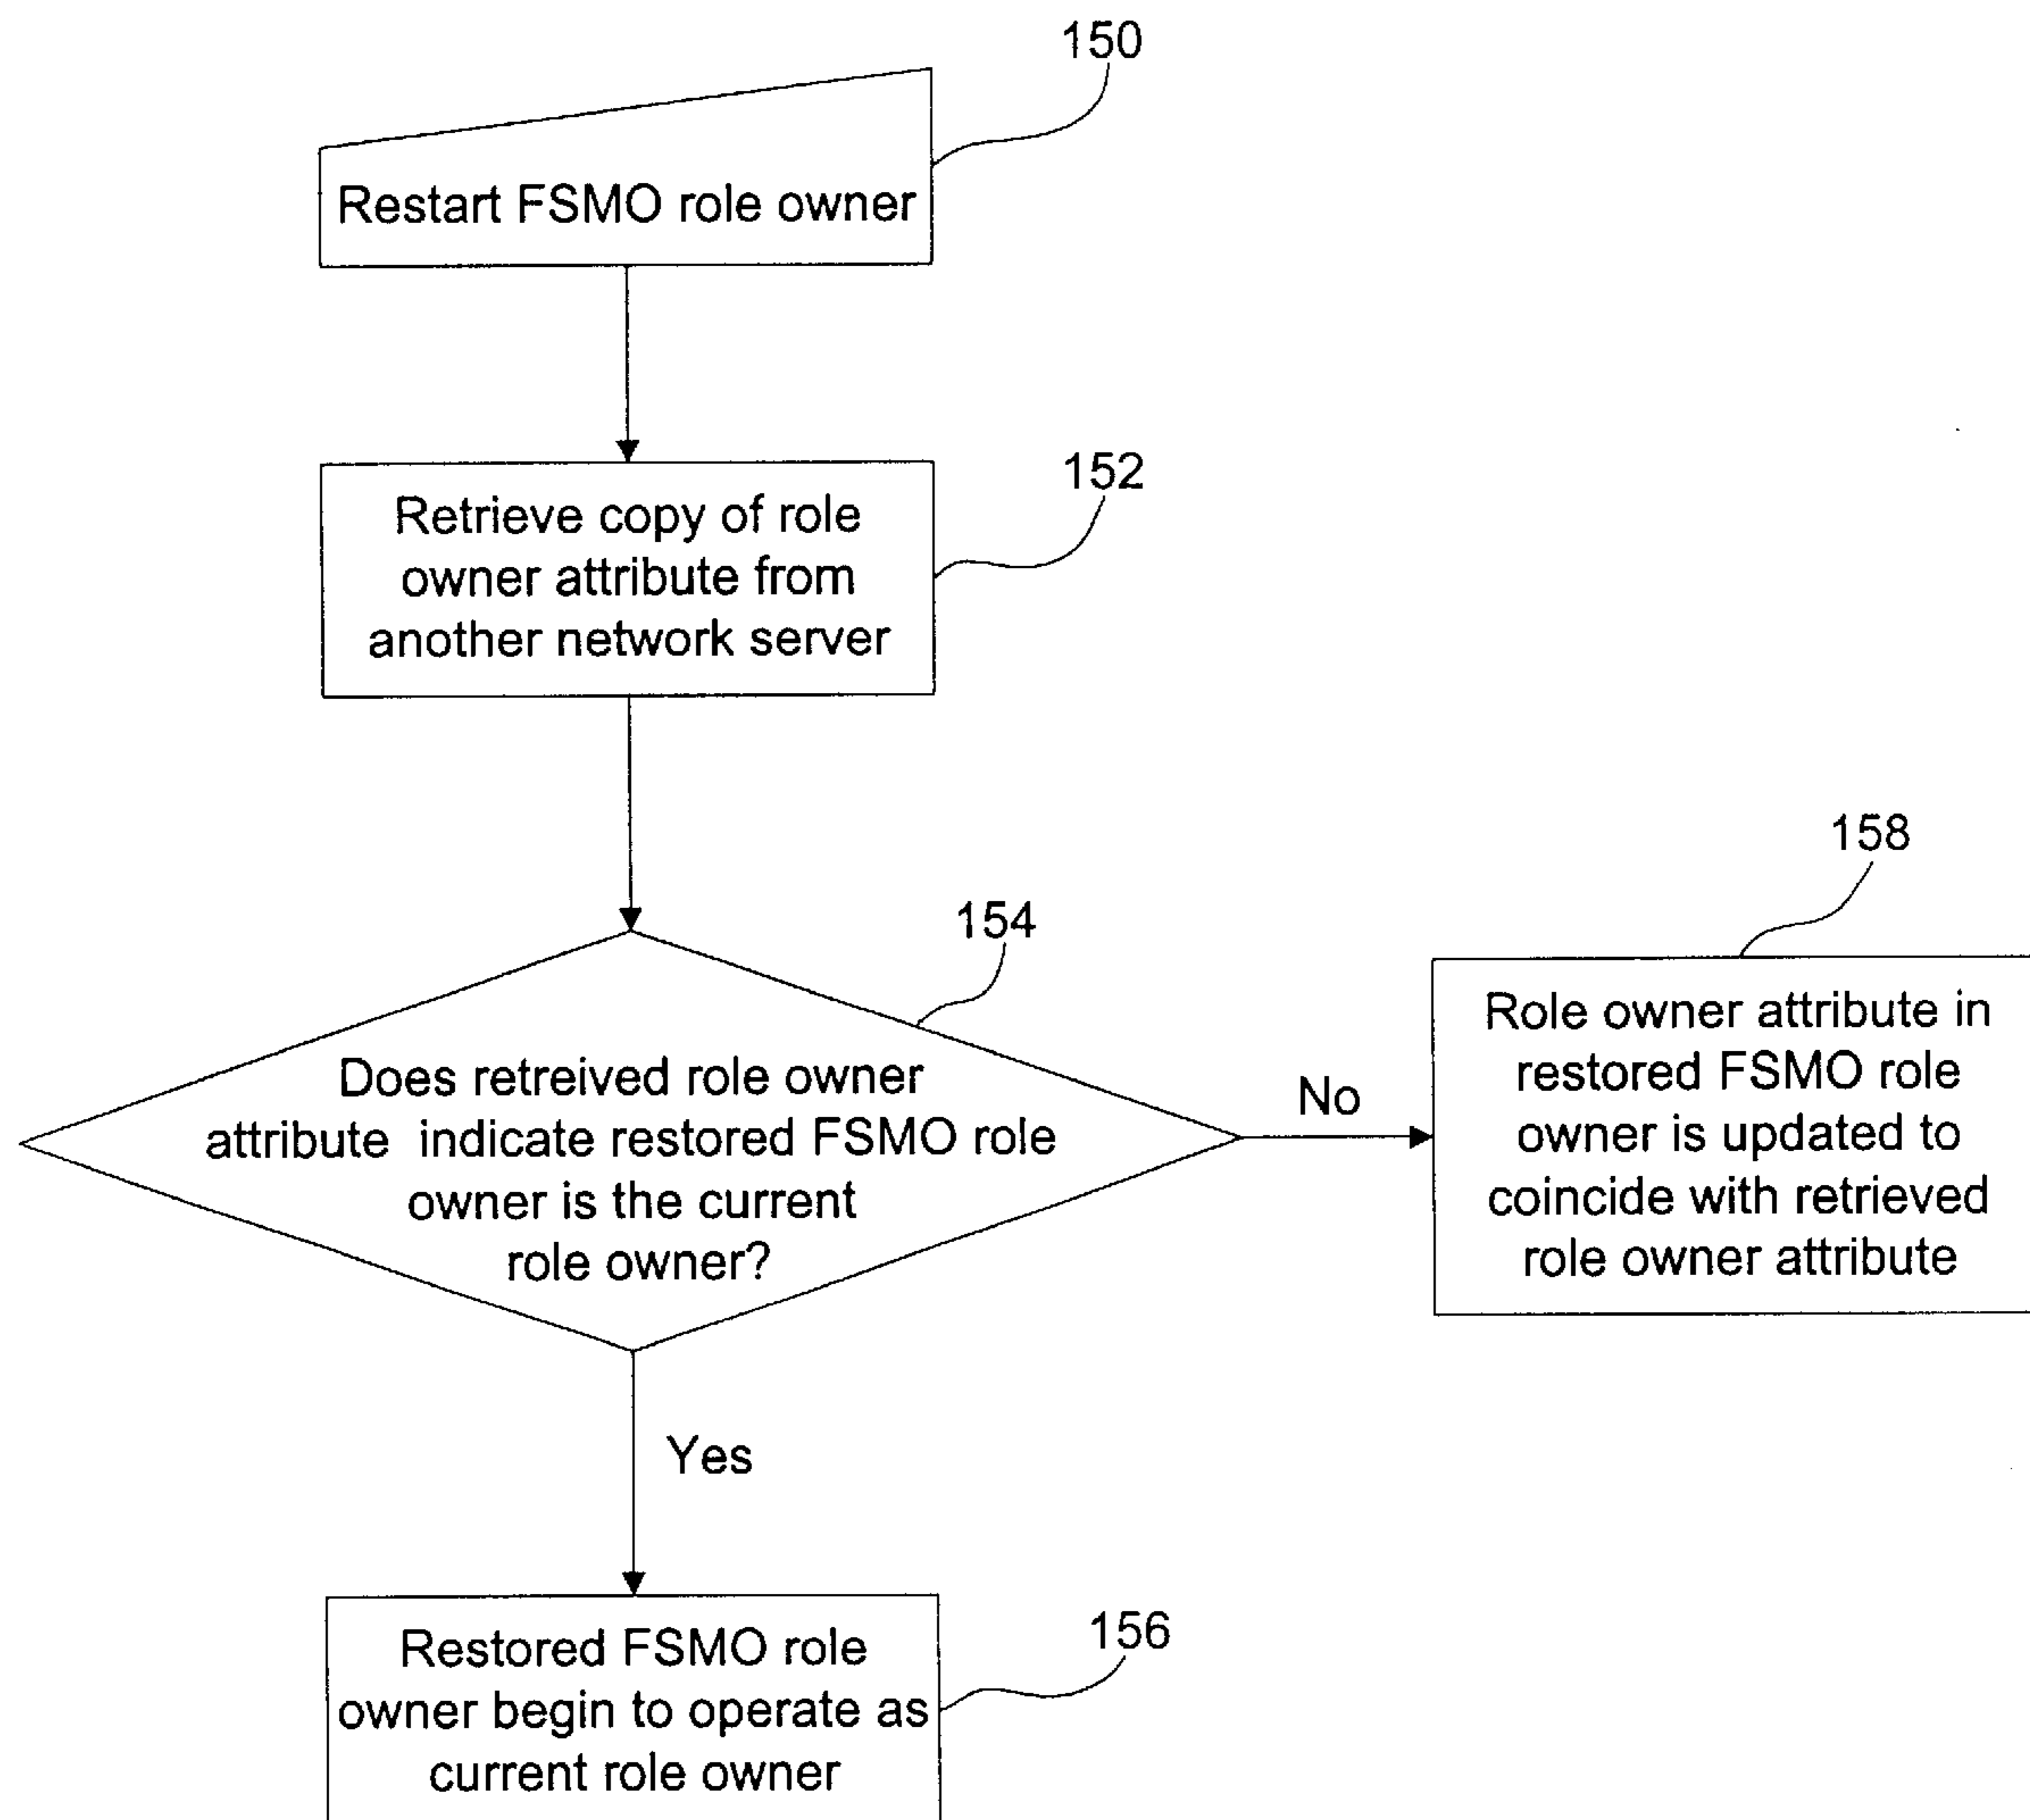 150
Restart FSMO role owner
152
Retrieve copy of role
owner attribute from
another network server
154
Does retreived role owner
attribute indicate restored FSMO role
owner is the current
role owner?
No
158
Role owner attribute in
restored FSMO role
owner is updated to
coincide with retrieved
role owner attribute
Yes
156
Restored FSMO role
owner begin to operate as
current role owner